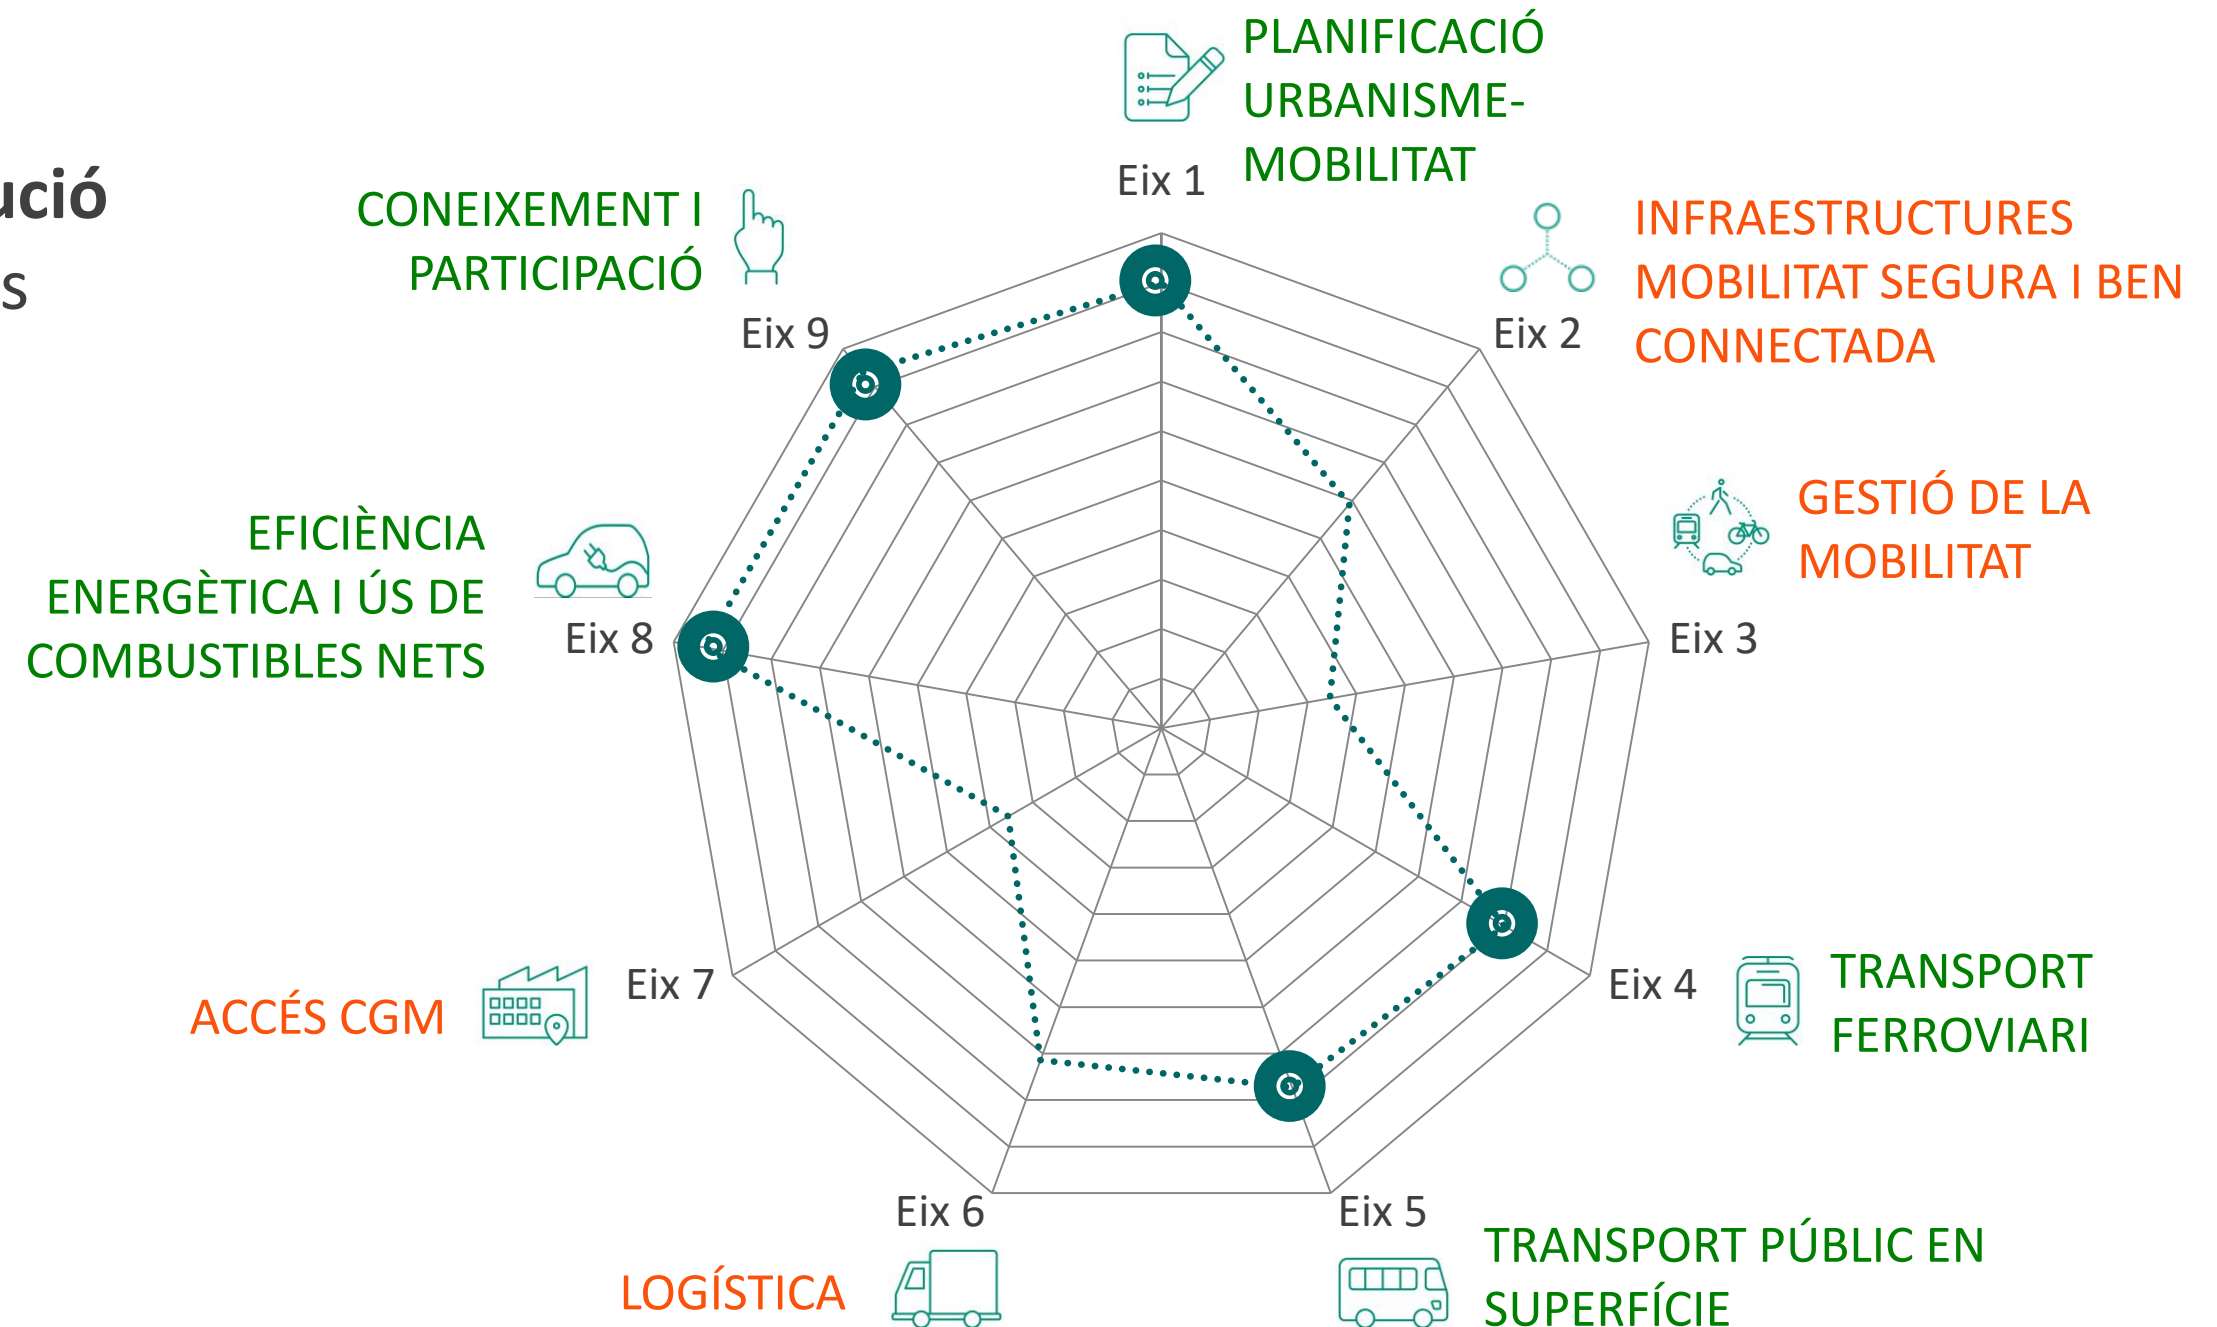 PLANIFICACIÓ
URBANISME-
MOBILITAT
Eix 1
CONEIXEMENT I
PARTICIPACIÓ
Eix 9
INFRAESTRUCTURES
MOBILITAT SEGURA I BEN
CONNECTADA
Eix 2
GESTIÓ DE LA
MOBILITAT
Eix 3
EFICIÈNCIA
ENERGÈTICA I ÚS DE
COMBUSTIBLES NETS
Eix 8
ACCÉS CGM
Eix 7
Eix 4
TRANSPORT
FERROVIARI
Eix 6
LOGÍSTICA
Eix 5
TRANSPORT PÚBLIC EN
SUPERFÍCIE